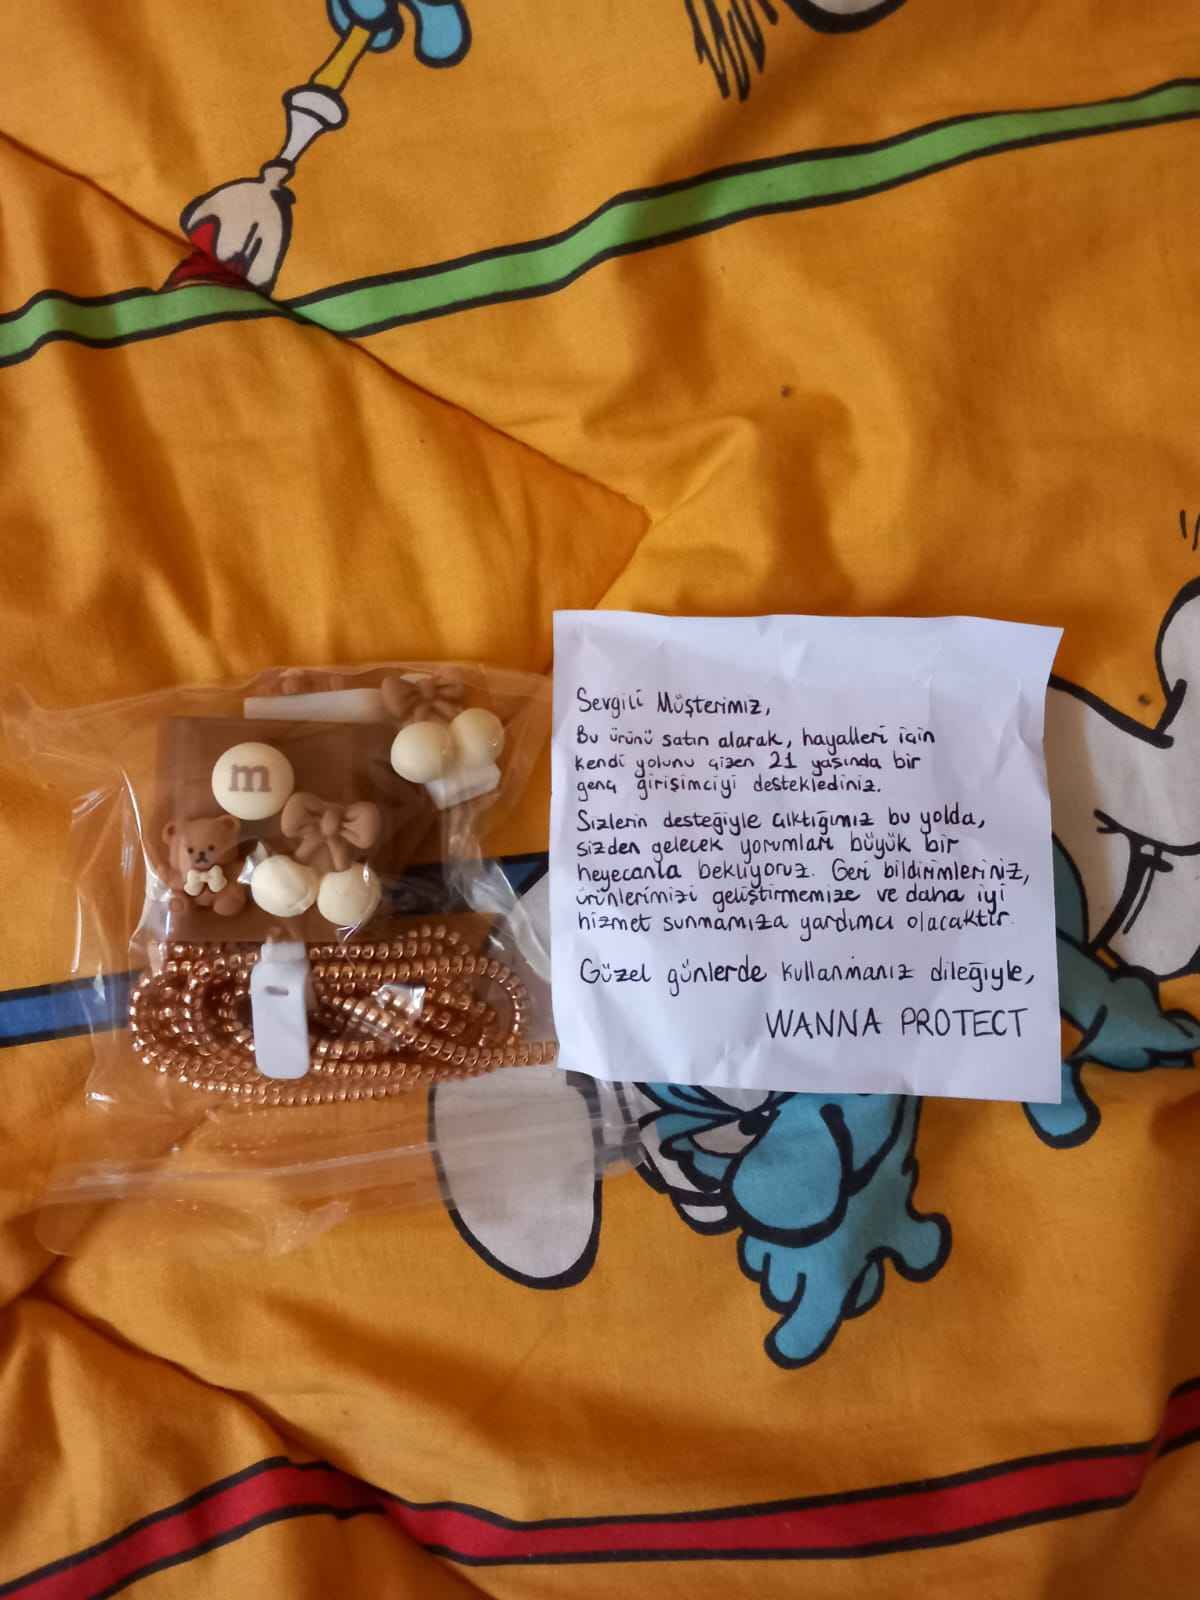 m
Sevgili Müşterimiz,
Bu ürünü satın alarak, hayalleri için
kendi yolunu çizen 21 yaşında bir
genç girişimciyi desteklediniz.
Sizlerin desteğiyle çıktığımız bu yolda,
sizden gelecek yorumları büyük bir
heyecanla bekliyoruz. Geri bildirimleriniz,
ürünlerimizi geliştirmemize ve daha iyi
hizmet sunmamıza yardımcı olacaktır.
Güzel günlerde kullanmanız dileğiyle,
WANNA PROTECT